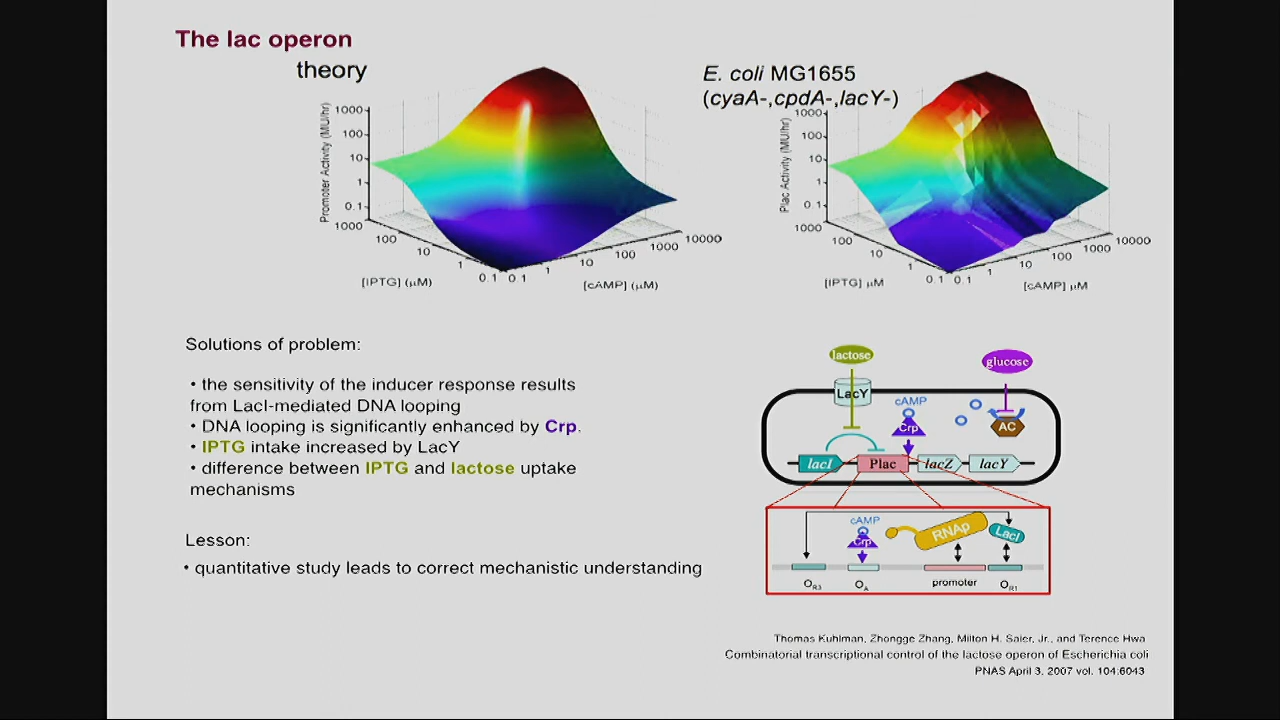 The lac operon
theory
E. coli MG1655
(cyaA-,cpdA-,lacY-)
Promoter Activity (MU/hr)
1000
100
10
1
0.1
1000
100
10
1
0.1
0.1
1
10
100
1000
10000
[IPTG] (µM)
[cAMP] (µM)
Plac Activity (MU/hr)
1000
100
10
1
0.1
1000
100
10
1
0.1
0.1
1
10
100
1000
10000
[IPTG] µM
[cAMP] µM
Solutions of problem:
• the sensitivity of the inducer response results
from LacI-mediated DNA looping
• DNA looping is significantly enhanced by Crp.
• IPTG intake increased by LacY
• difference between IPTG and lactose uptake
mechanisms
Lesson:
• quantitative study leads to correct mechanistic understanding
lactose
glucose
LacY
cAMP
Crp
AC
lacI
Plac
lacZ
lacY
cAMP
Crp
RNAp
LacI
OR3
OA
promoter
OR1
Thomas Kuhlman, Zhongge Zhang, Milton H. Saier, Jr., and Terence Hwa
Combinatorial transcriptional control of the lactose operon of Escherichia coli
PNAS April 3, 2007 vol. 104:6043